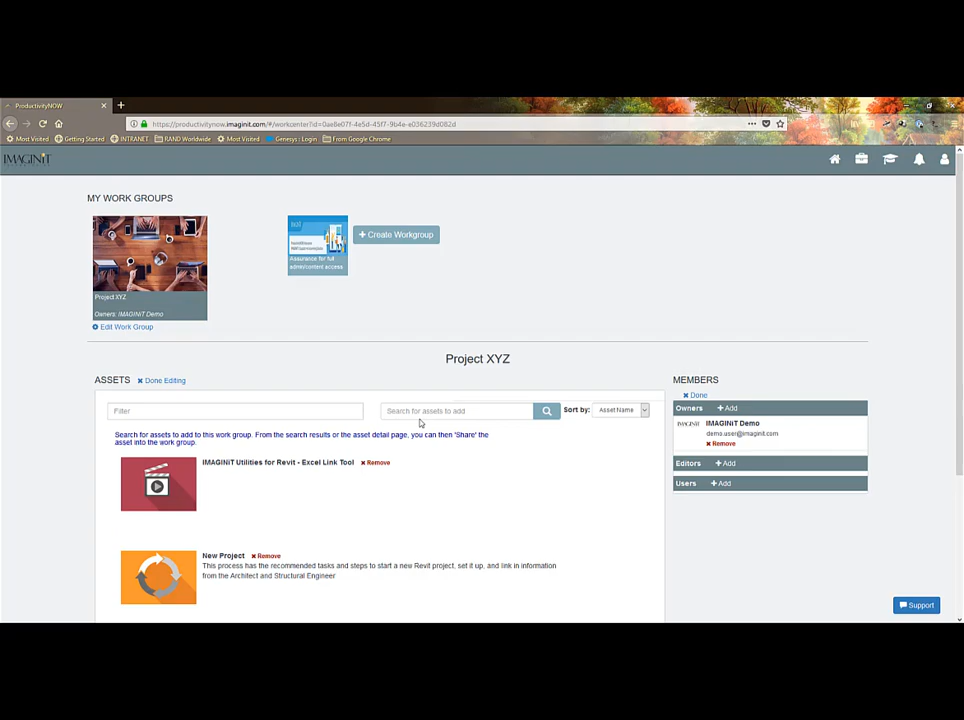 ProductivityNOW
https://productivitynow.imaginit.com/#/workcenter?id=0ae8e07f-4e5d-45f7-9b4e-e036239d082d
Most Visited Getting Started INTRANET RAND Worldwide Most Visited Genesys - Login From Google Chrome
IMAGINiT
MY WORK GROUPS
+ Create Workgroup
Assurance for full
admin/content access
Project XYZ
Owners: IMAGINiT Demo
Edit Work Group
Project XYZ
ASSETS Done Editing
MEMBERS
Done
Filter
Search for assets to add
Sort by: Asset Name
Owners + Add
IMAGINiT
IMAGINiT Demo
demo.user@imaginit.com
Remove
Search for assets to add to this work group. From the search results or the asset detail page, you can then 'Share' the
asset into the work group.
IMAGINiT Utilities for Revit - Excel Link Tool Remove
Editors + Add
Users + Add
New Project Remove
This process has the recommended tasks and steps to start a new Revit project, set it up, and link in information
from the Architect and Structural Engineer
Support